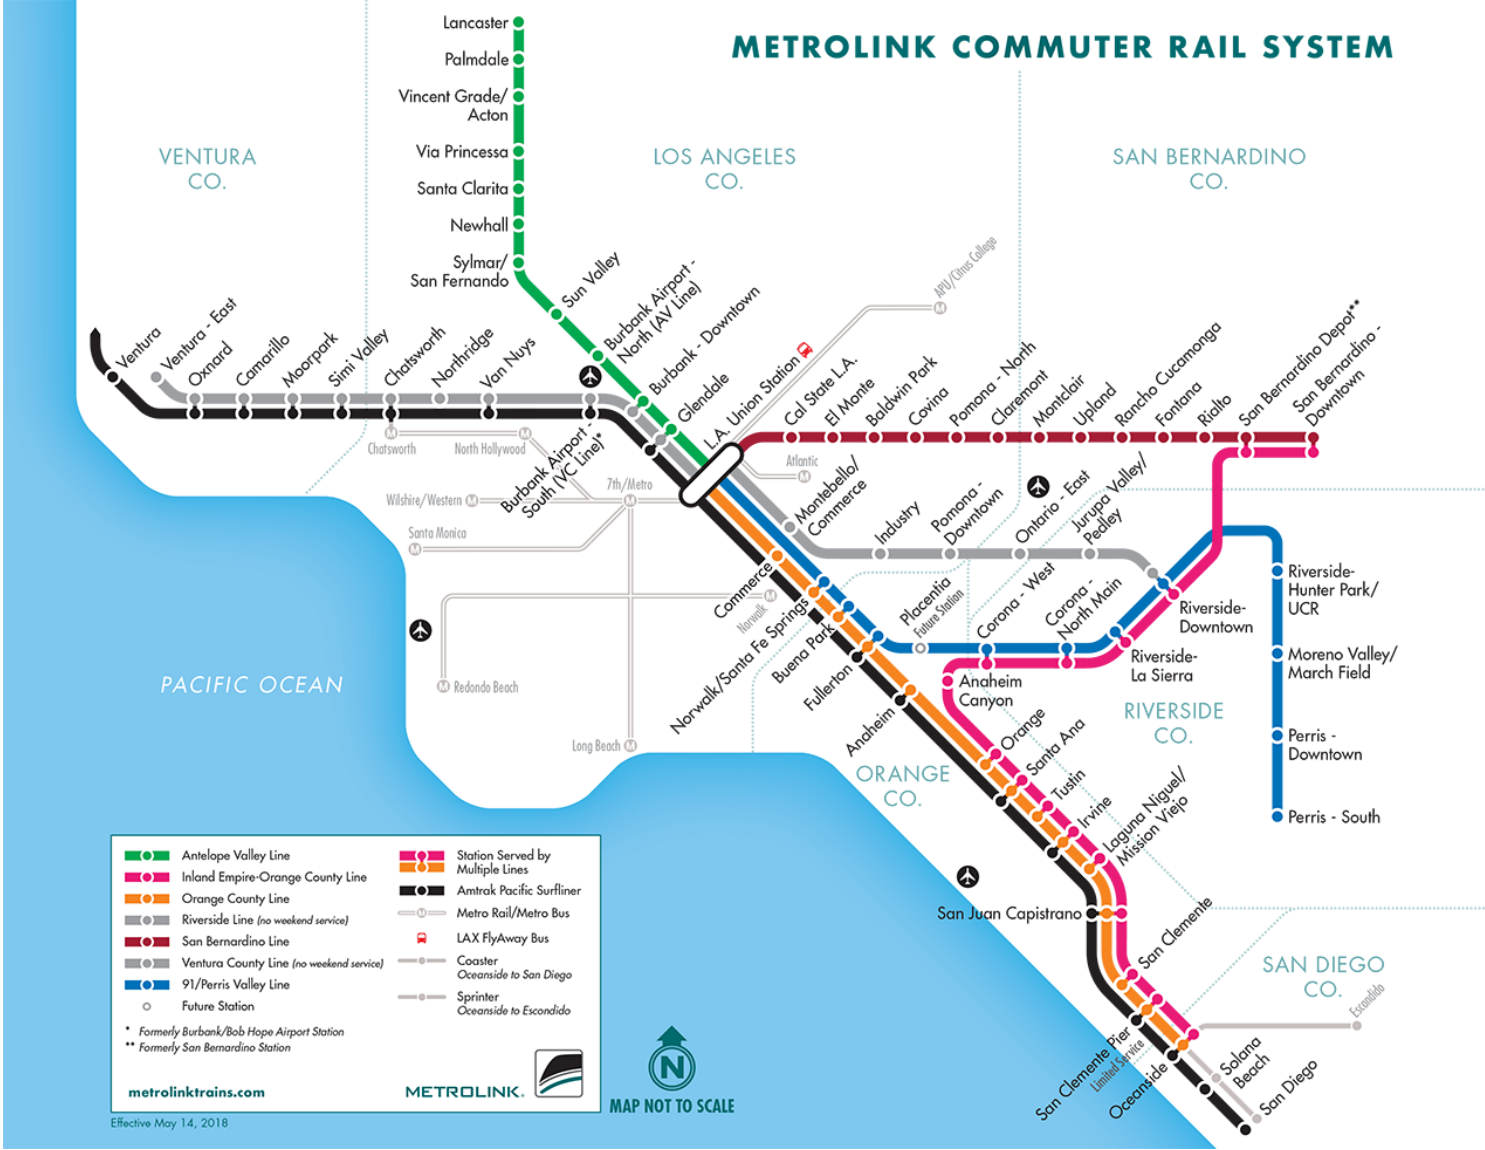 METROLINK COMMUTER RAIL SYSTEM
VENTURA
CO.
LOS ANGELES
CO.
SAN BERNARDINO
CO.
Lancaster
Palmdale
Vincent Grade/
Acton
Via Princessa
Santa Clarita
Newhall
Sylmar/
San Fernando
Sun Valley
Burbank Airport -
North (AV Line)
Burbank - Downtown
Glendale
L.A. Union Station
APU/Citrus College
Ventura
Ventura - East
Oxnard
Camarillo
Moorpark
Simi Valley
Chatsworth
Northridge
Van Nuys
Burbank Airport -
South (VC Line)*
Cal State L.A.
El Monte
Baldwin Park
Covina
Pomona - North
Claremont
Montclair
Upland
Rancho Cucamonga
Fontana
Rialto
San Bernardino Depot**
San Bernardino -
Downtown
M
Chatsworth
M
North Hollywood
M
Atlantic
M
Wilshire/Western M
7th/Metro
M
Santa Monica
M
Montebello/
Commerce
Industry
Pomona -
Downtown
Ontario - East
Jurupa Valley/
Pedley
Commerce
Norwalk
M
Norwalk/Santa Fe Springs
Buena Park
Fullerton
Anaheim
Placentia
Future Station
Corona - West
Corona -
North Main
Riverside-
Downtown
Riverside-
La Sierra
Riverside-
Hunter Park/
UCR
Moreno Valley/
March Field
Perris -
Downtown
Perris - South
M Redondo Beach
Long Beach M
PACIFIC OCEAN
Anaheim
Canyon
RIVERSIDE
CO.
ORANGE
CO.
Orange
Santa Ana
Tustin
Irvine
Laguna Niguel/
Mission Viejo
San Juan Capistrano
San Clemente
SAN DIEGO
CO.
Escondido
San Clemente Pier
Limited Service
Oceanside
Solana
Beach
San Diego
Antelope Valley Line
Inland Empire-Orange County Line
Orange County Line
Riverside Line (no weekend service)
San Bernardino Line
Ventura County Line (no weekend service)
91/Perris Valley Line
Future Station
* Formerly Burbank/Bob Hope Airport Station
** Formerly San Bernardino Station
Station Served by
Multiple Lines
Amtrak Pacific Surfliner
M Metro Rail/Metro Bus
LAX FlyAway Bus
Coaster
Oceanside to San Diego
Sprinter
Oceanside to Escondido
metrolinktrains.com
METROLINK.
N
MAP NOT TO SCALE
Effective May 14, 2018